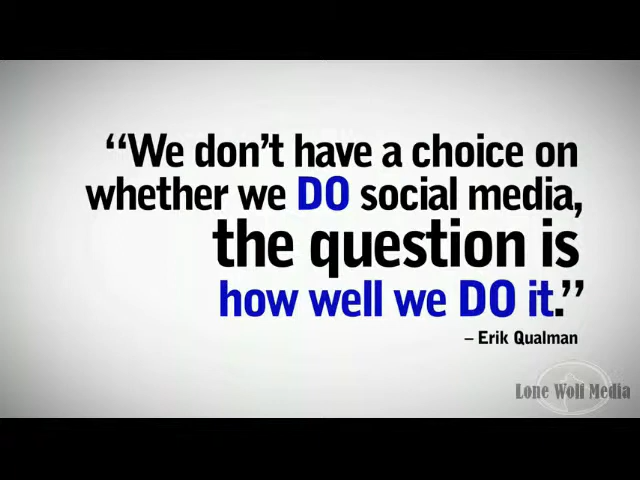 “We don’t have a choice on
whether we DO social media,
the question is
how well we DO it.”
– Erik Qualman
Lone Wolf Media